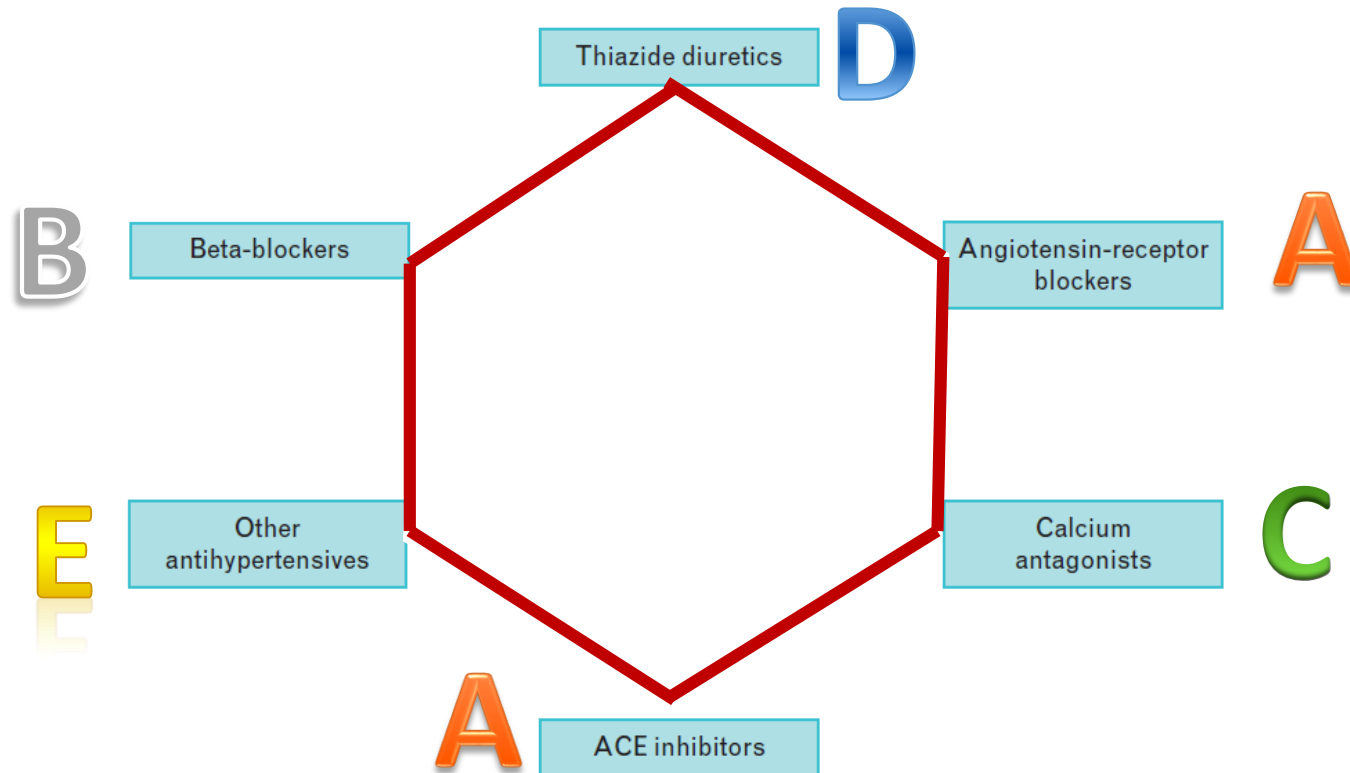 Thiazide diuretics
D
B
Beta-blockers
Angiotensin-receptor
blockers
A
E
Other
antihypertensives
Calcium
antagonists
C
A
ACE inhibitors